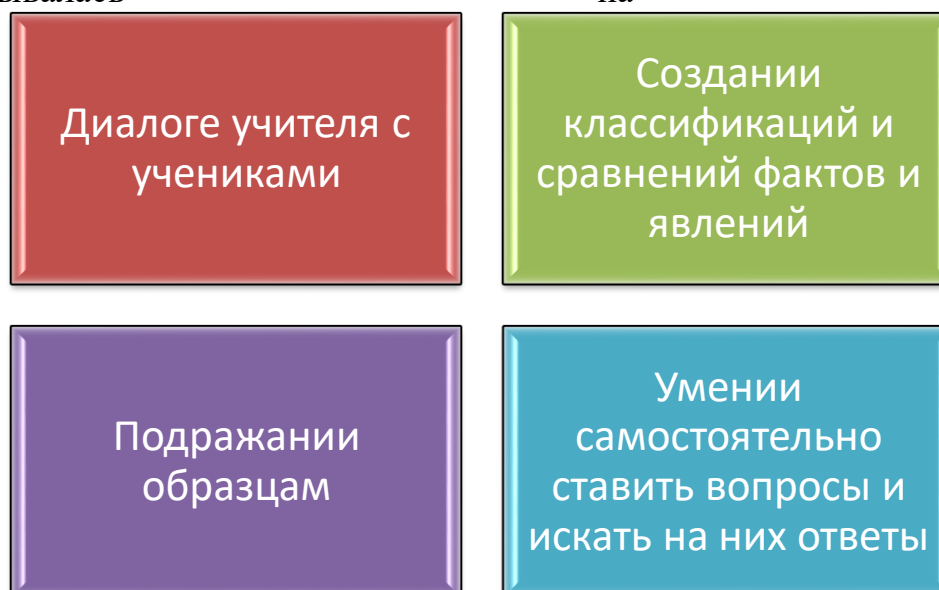 Диалоге учителя с
учениками
Создании
классификаций и
сравнений фактов и
явлений
Подражании
образцам
Умении
самостоятельно
ставить вопросы и
искать на них ответы